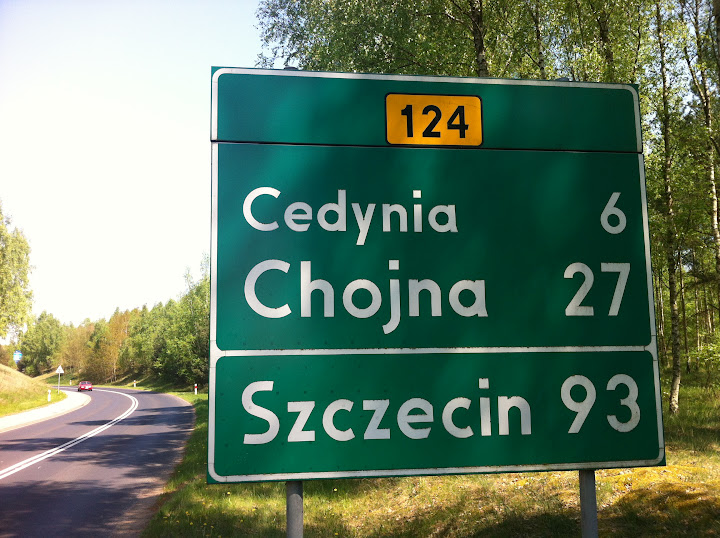 124
Cedynia 6
Chojna 27
Szczecin 93